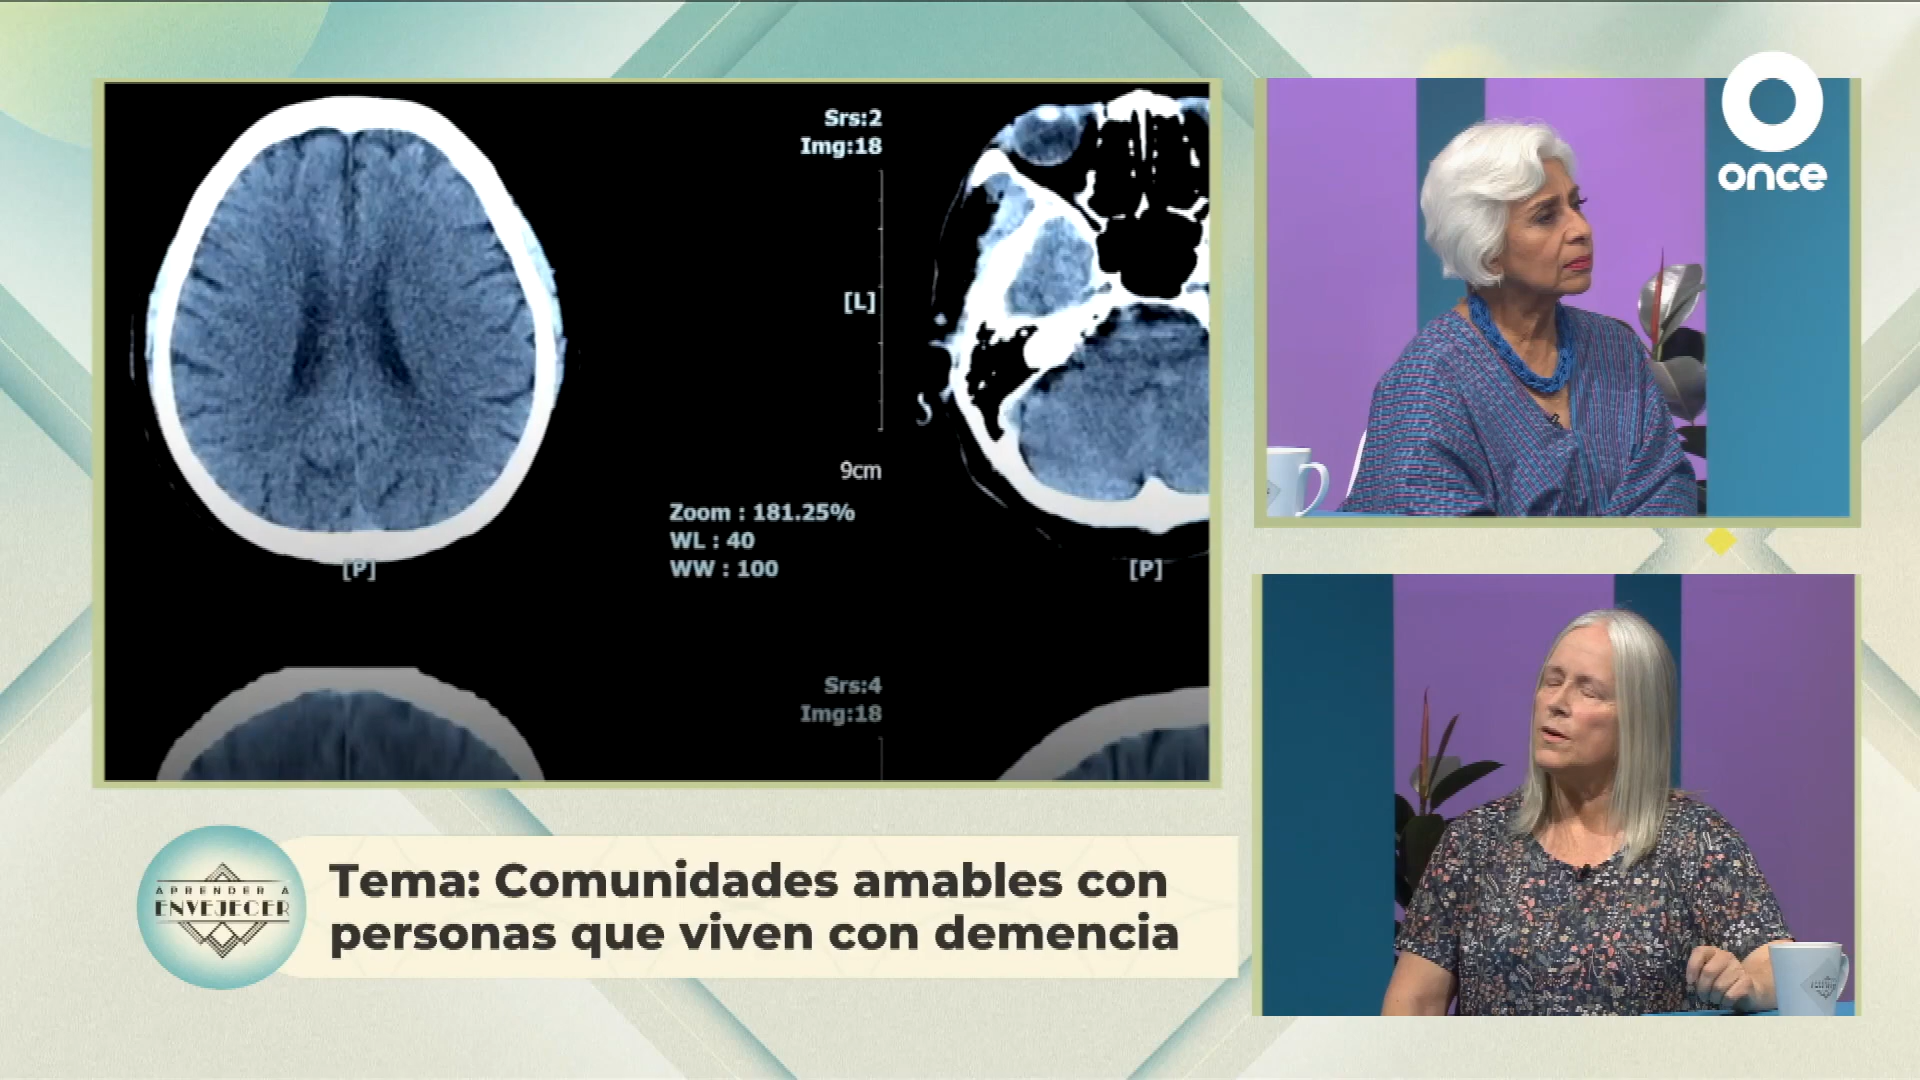 Srs:2
Img:18
[L]
9cm
Zoom : 181.25%
WL : 40
WW : 100
[P]
[P]
Srs:4
Img:18
once
APRENDER A
ENVEJECER
Tema: Comunidades amables con
personas que viven con demencia